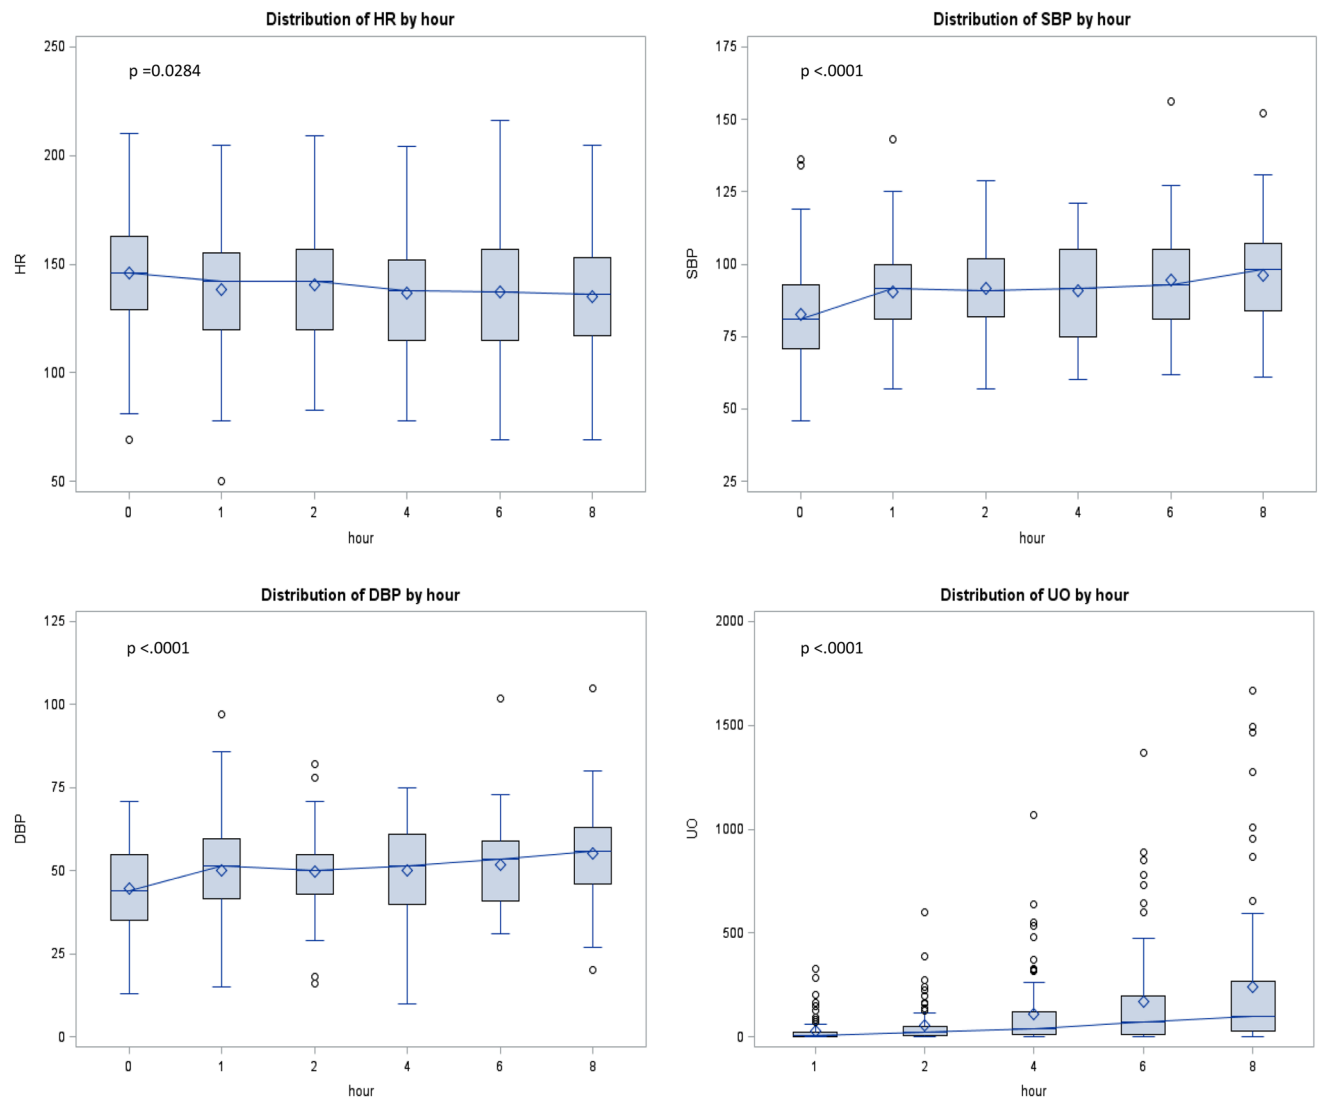 Distribution of HR by hour
250
200
150
100
50
HR
p =0.0284
0 1 2 4 6 8
hour
Distribution of SBP by hour
175
150
125
100
75
50
25
SBP
p <.0001
0 1 2 4 6 8
hour
Distribution of DBP by hour
125
100
75
50
25
0
DBP
p <.0001
0 1 2 4 6 8
hour
Distribution of UO by hour
2000
1500
1000
500
0
UO
p <.0001
1 2 4 6 8
hour